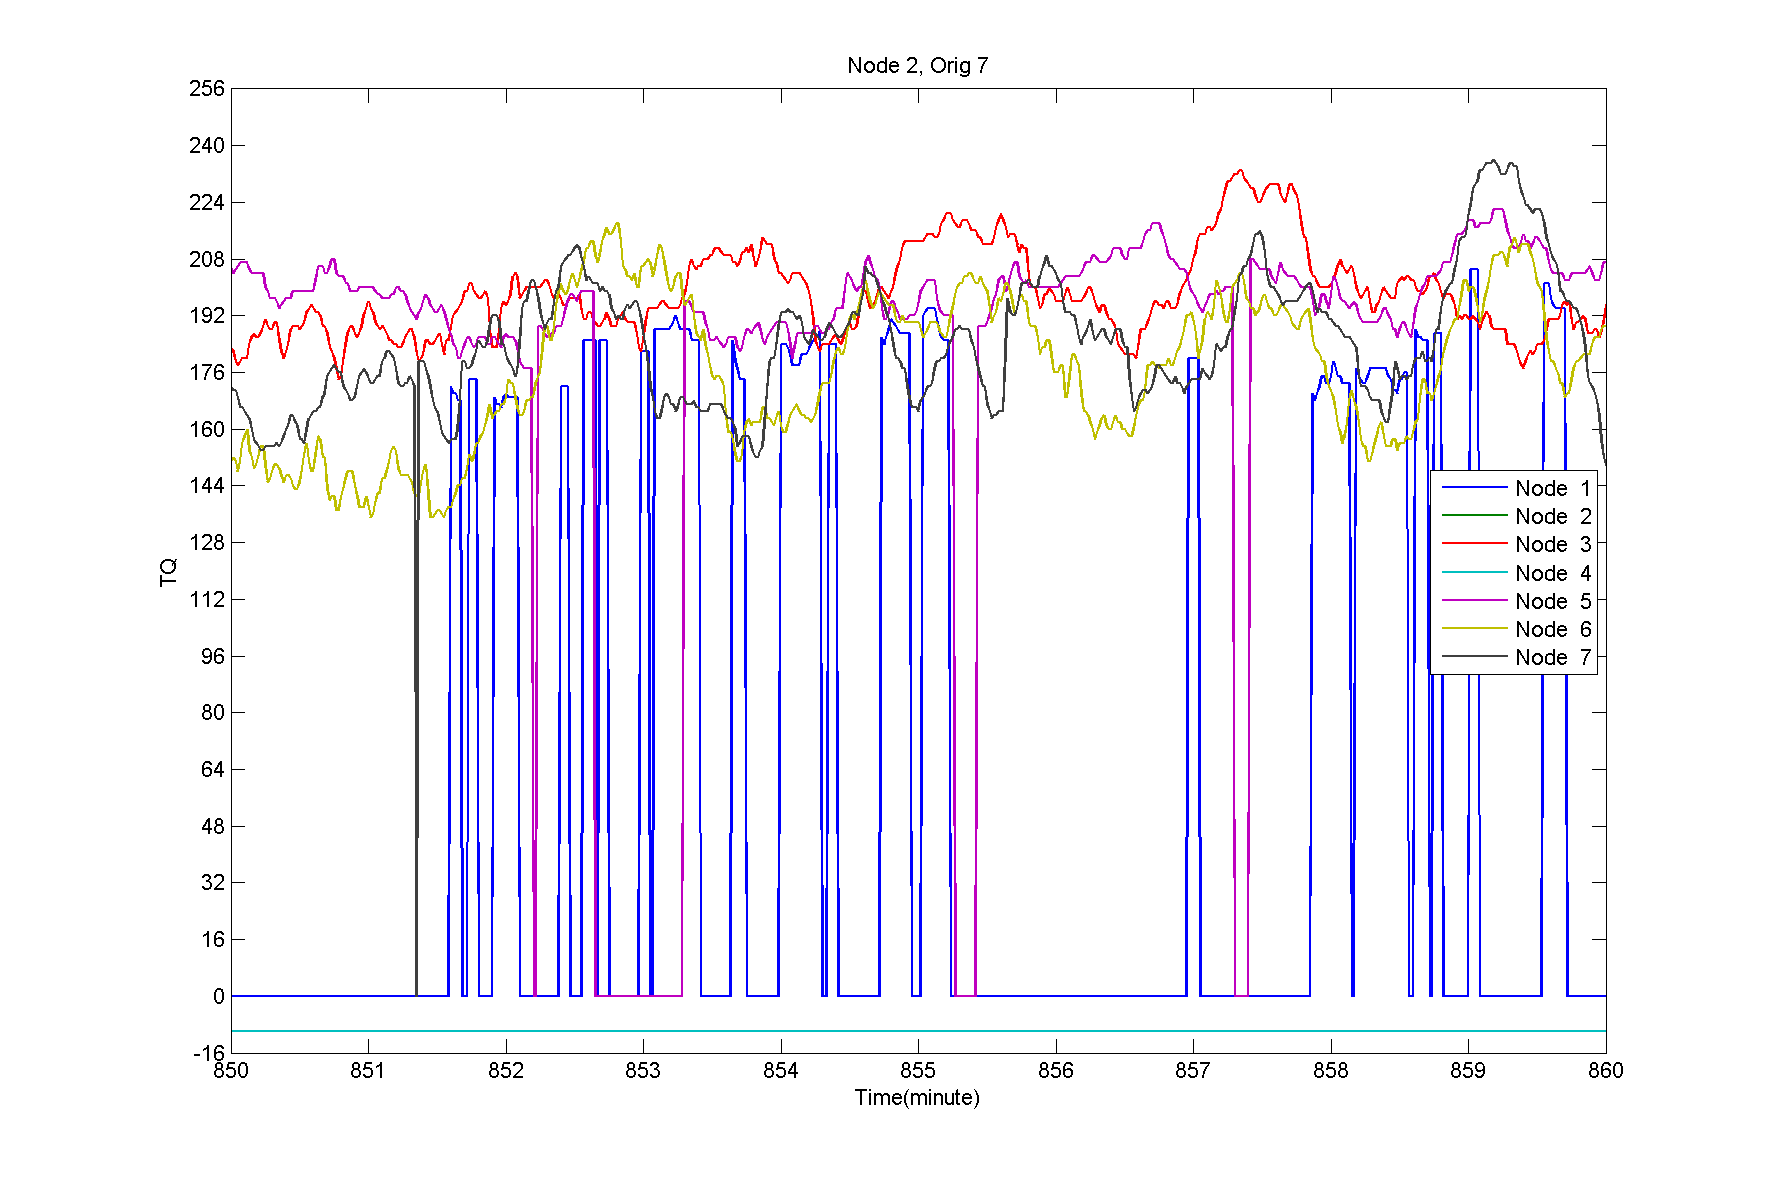 Node 2, Orig 7
256
240
224
208
192
176
160
144
128
112
96
80
64
48
32
16
0
-16
TQ
850 851 852 853 854 855 856 857 858 859 860
Time(minute)
Node 1
Node 2
Node 3
Node 4
Node 5
Node 6
Node 7